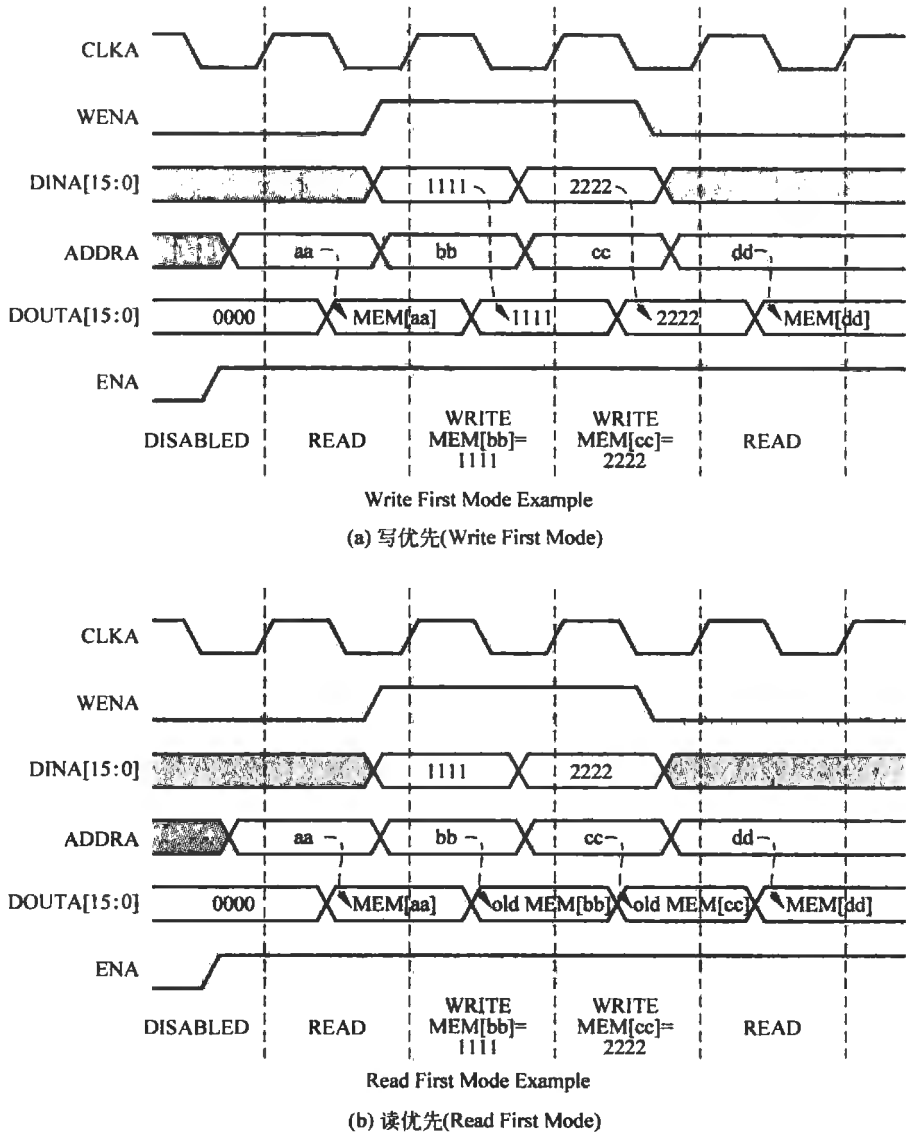 CLKA
WENA
DINA[15:0] 1111 2222
ADDRA aa bb cc dd
DOUTA[15:0] 0000 MEM[aa] 1111 2222 MEM[dd]
ENA
DISABLED READ WRITE MEM[bb]= 1111 WRITE MEM[cc]= 2222 READ
Write First Mode Example
(a) 写优先(Write First Mode)
CLKA
WENA
DINA[15:0] 1111 2222
ADDRA aa bb cc dd
DOUTA[15:0] 0000 MEM[aa] old MEM[bb] old MEM[cc] MEM[dd]
ENA
DISABLED READ WRITE MEM[bb]= 1111 WRITE MEM[cc]= 2222 READ
Read First Mode Example
(b) 读优先(Read First Mode)